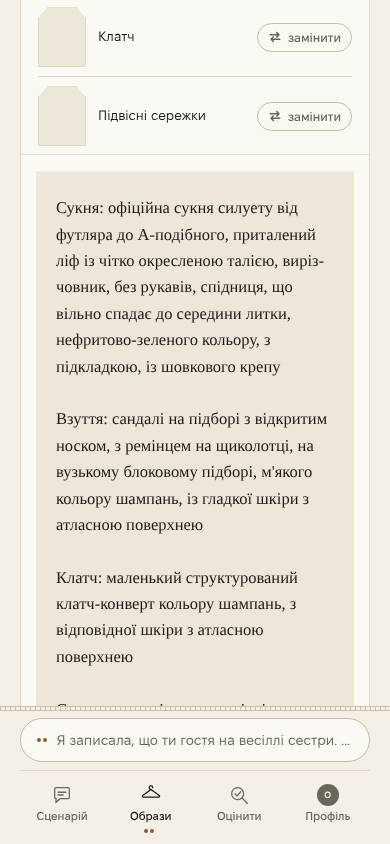 Клатч
замінити
Підвісні сережки
замінити
Сукня: офіційна сукня силуету від
футляра до А-подібного, приталений
ліф із чітко окресленою талією, виріз-
човник, без рукавів, спідниця, що
вільно спадає до середини литки,
нефритово-зеленого кольору, з
підкладкою, із шовкового крепу
Взуття: сандалі на підборі з відкритим
носком, з ремінцем на щиколотці, на
вузькому блоковому підборі, м'якого
кольору шампань, із гладкої шкіри з
атласною поверхнею
Клатч: маленький структурований
клатч-конверт кольору шампань, з
відповідної шкіри з атласною
поверхнею
Я записала, що ти гостя на весіллі сестри. ...
Сценарій
Образи
Оцінити
О
Профіль